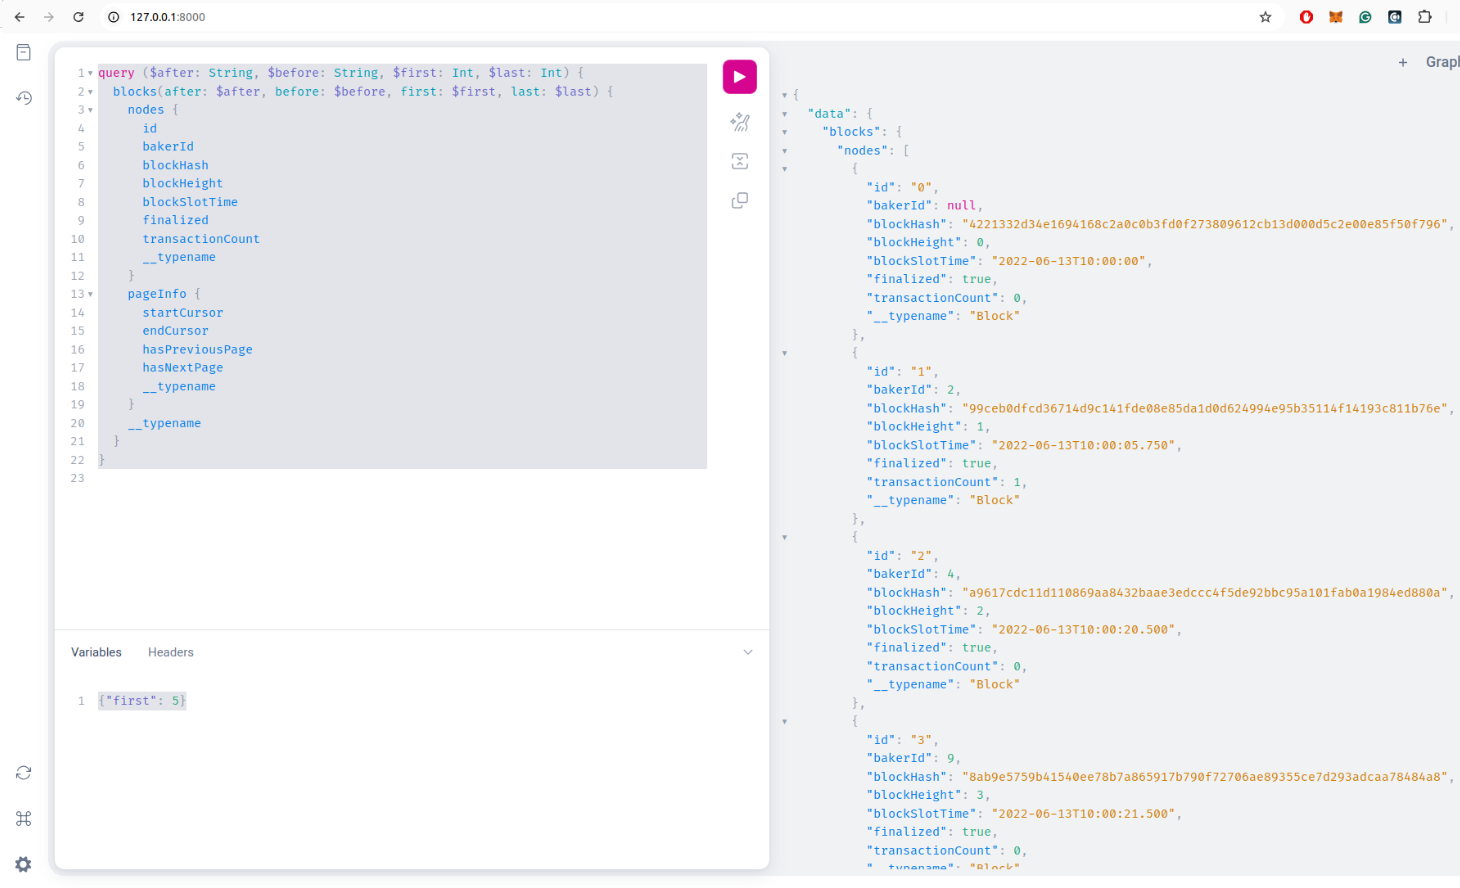 127.0.0.1:8000
+ Graph
1 query ($after: String, $before: String, $first: Int, $last: Int) {
2 blocks(after: $after, before: $before, first: $first, last: $last) {
3 nodes {
4 id
5 bakerId
6 blockHash
7 blockHeight
8 blockSlotTime
9 finalized
10 transactionCount
11 __typename
12 }
13 pageInfo {
14 startCursor
15 endCursor
16 hasPreviousPage
17 hasNextPage
18 __typename
19 }
20 __typename
21 }
22 }
23
Variables Headers
1 {"first": 5}
{
"data": {
"blocks": {
"nodes": [
{
"id": "0",
"bakerId": null,
"blockHash": "4221332d34e1694168c2a0c0b3fd0f273809612cb13d000d5c2e00e85f50f796",
"blockHeight": 0,
"blockSlotTime": "2022-06-13T10:00:00",
"finalized": true,
"transactionCount": 0,
"__typename": "Block"
},
{
"id": "1",
"bakerId": 2,
"blockHash": "99ceb0dfcd36714d9c141fde08e85da1d0d624994e95b35114f14193c811b76e",
"blockHeight": 1,
"blockSlotTime": "2022-06-13T10:00:05.750",
"finalized": true,
"transactionCount": 1,
"__typename": "Block"
},
{
"id": "2",
"bakerId": 4,
"blockHash": "a9617cdc11d110869aa8432baae3edccc4f5de92bbc95a101fab0a1984ed880a",
"blockHeight": 2,
"blockSlotTime": "2022-06-13T10:00:20.500",
"finalized": true,
"transactionCount": 0,
"__typename": "Block"
},
{
"id": "3",
"bakerId": 9,
"blockHash": "8ab9e5759b41540ee78b7a865917b790f72706ae89355ce7d293adcaa78484a8",
"blockHeight": 3,
"blockSlotTime": "2022-06-13T10:00:21.500",
"finalized": true,
"transactionCount": 0,
"__typename": "Block"